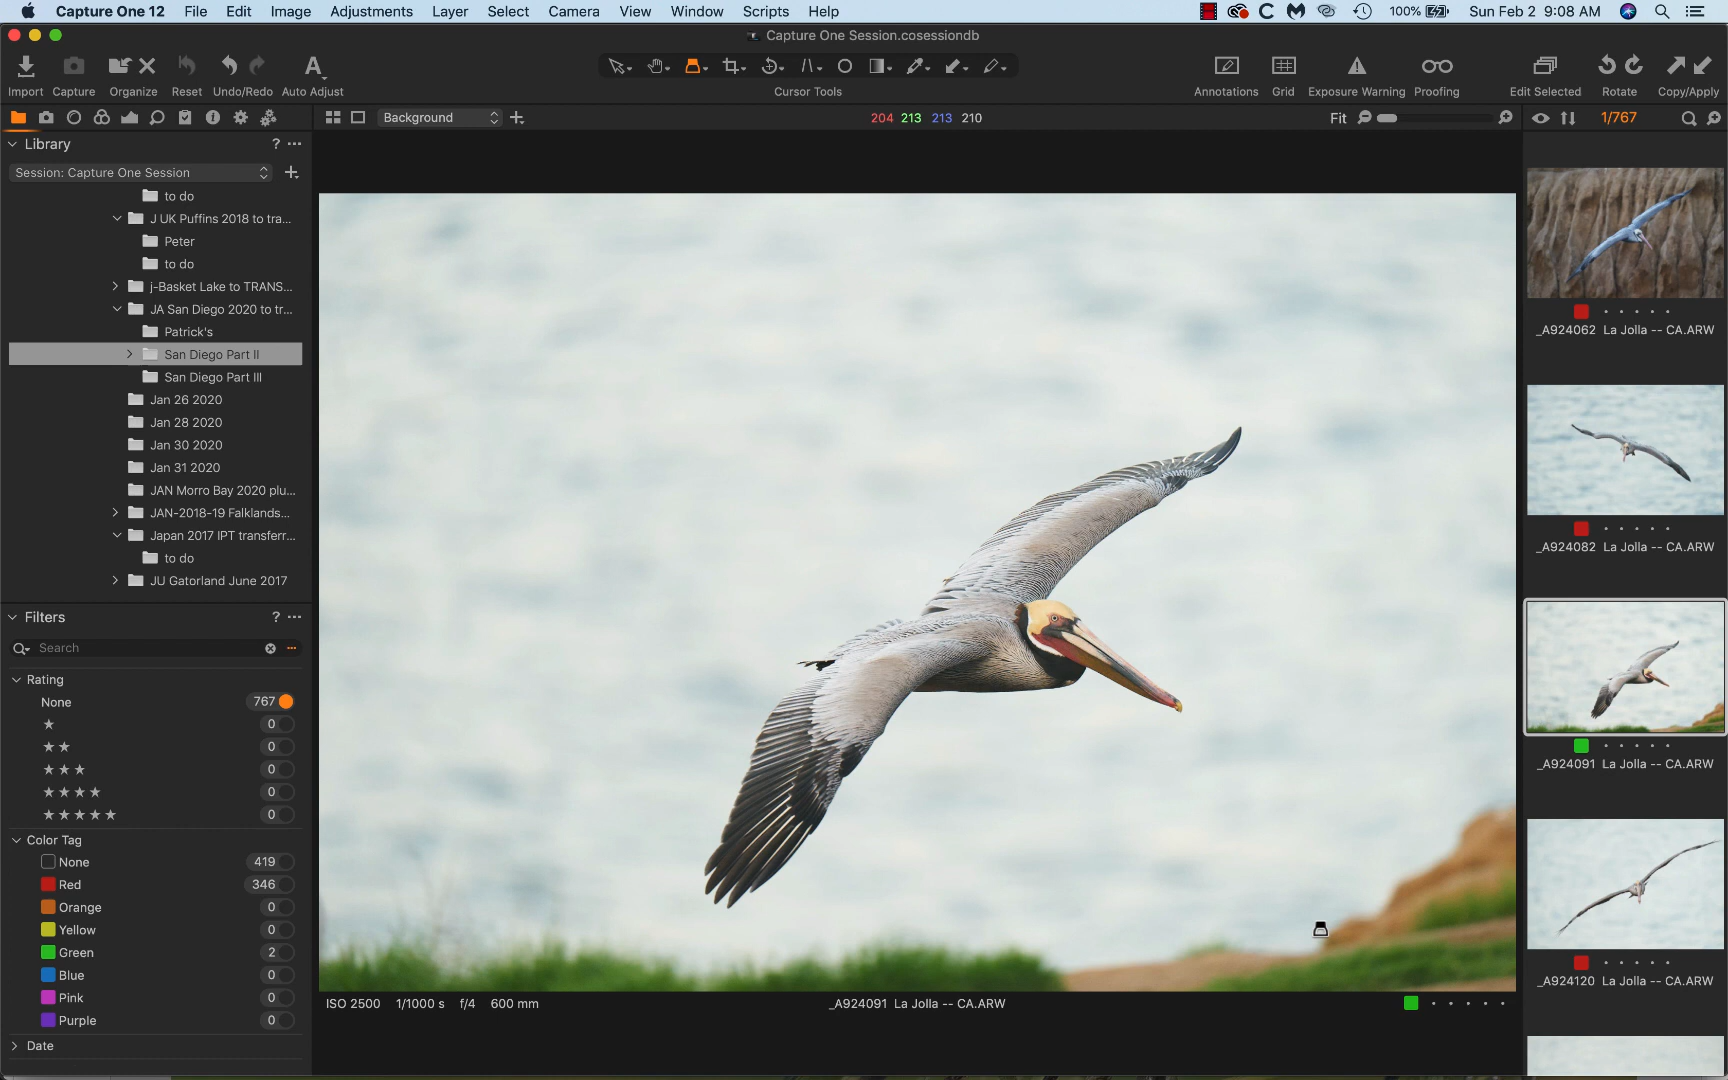 Capture One 12 File Edit Image Adjustments Layer Select Camera View Window Scripts Help 100% Sun Feb 2 9:08 AM
Capture One Session.cosessiondb
Import Capture Organize Reset Undo/Redo Auto Adjust Cursor Tools Annotations Grid Exposure Warning Proofing Edit Selected Rotate Copy/Apply
Background 204 213 213 210 Fit 1/767
Library ? ...
Session: Capture One Session
to do
J UK Puffins 2018 to tra...
Peter
to do
j-Basket Lake to TRANS...
JA San Diego 2020 to tr...
Patrick's
San Diego Part II
San Diego Part III
Jan 26 2020
Jan 28 2020
Jan 30 2020
Jan 31 2020
JAN Morro Bay 2020 plu...
JAN-2018-19 Falklands...
Japan 2017 IPT transferr...
to do
JU Gatorland June 2017
Filters ? ...
Search
Rating
None 767
★ 0
★ ★ 0
★ ★ ★ 0
★ ★ ★ ★ 0
★ ★ ★ ★ ★ 0
Color Tag
None 419
Red 346
Orange 0
Yellow 0
Green 2
Blue 0
Pink 0
Purple 0
Date
ISO 2500 1/1000 s f/4 600 mm _A924091 La Jolla -- CA.ARW
_A924062 La Jolla -- CA.ARW
_A924082 La Jolla -- CA.ARW
_A924091 La Jolla -- CA.ARW
_A924120 La Jolla -- CA.ARW